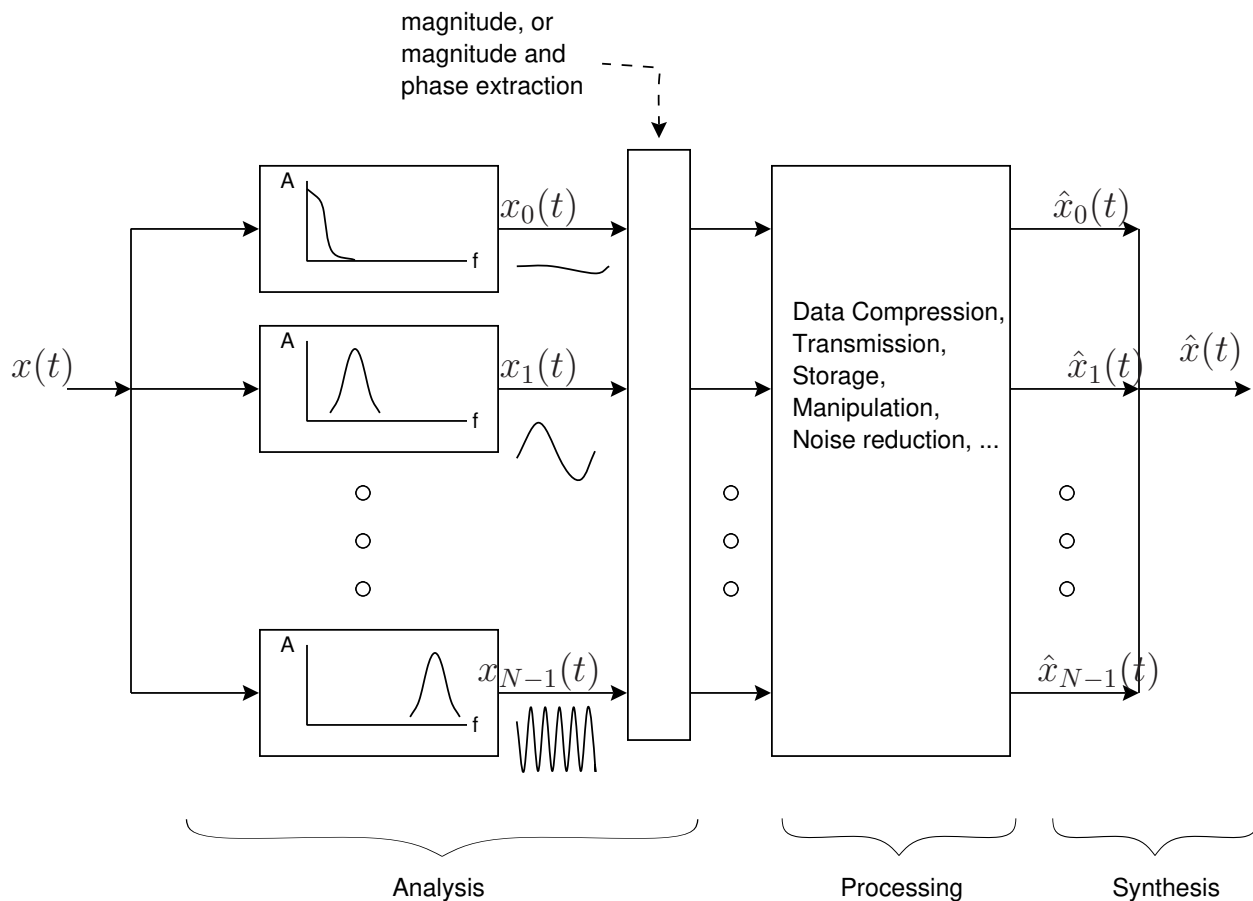 magnitude, or
magnitude and
phase extraction
A
f
x_0(t)
x̂_0(t)
x(t)
A
f
x_1(t)
Data Compression,
Transmission,
Storage,
Manipulation,
Noise reduction, ...
x̂_1(t)
x̂(t)
A
f
x_{N−1}(t)
x̂_{N−1}(t)
Analysis
Processing
Synthesis